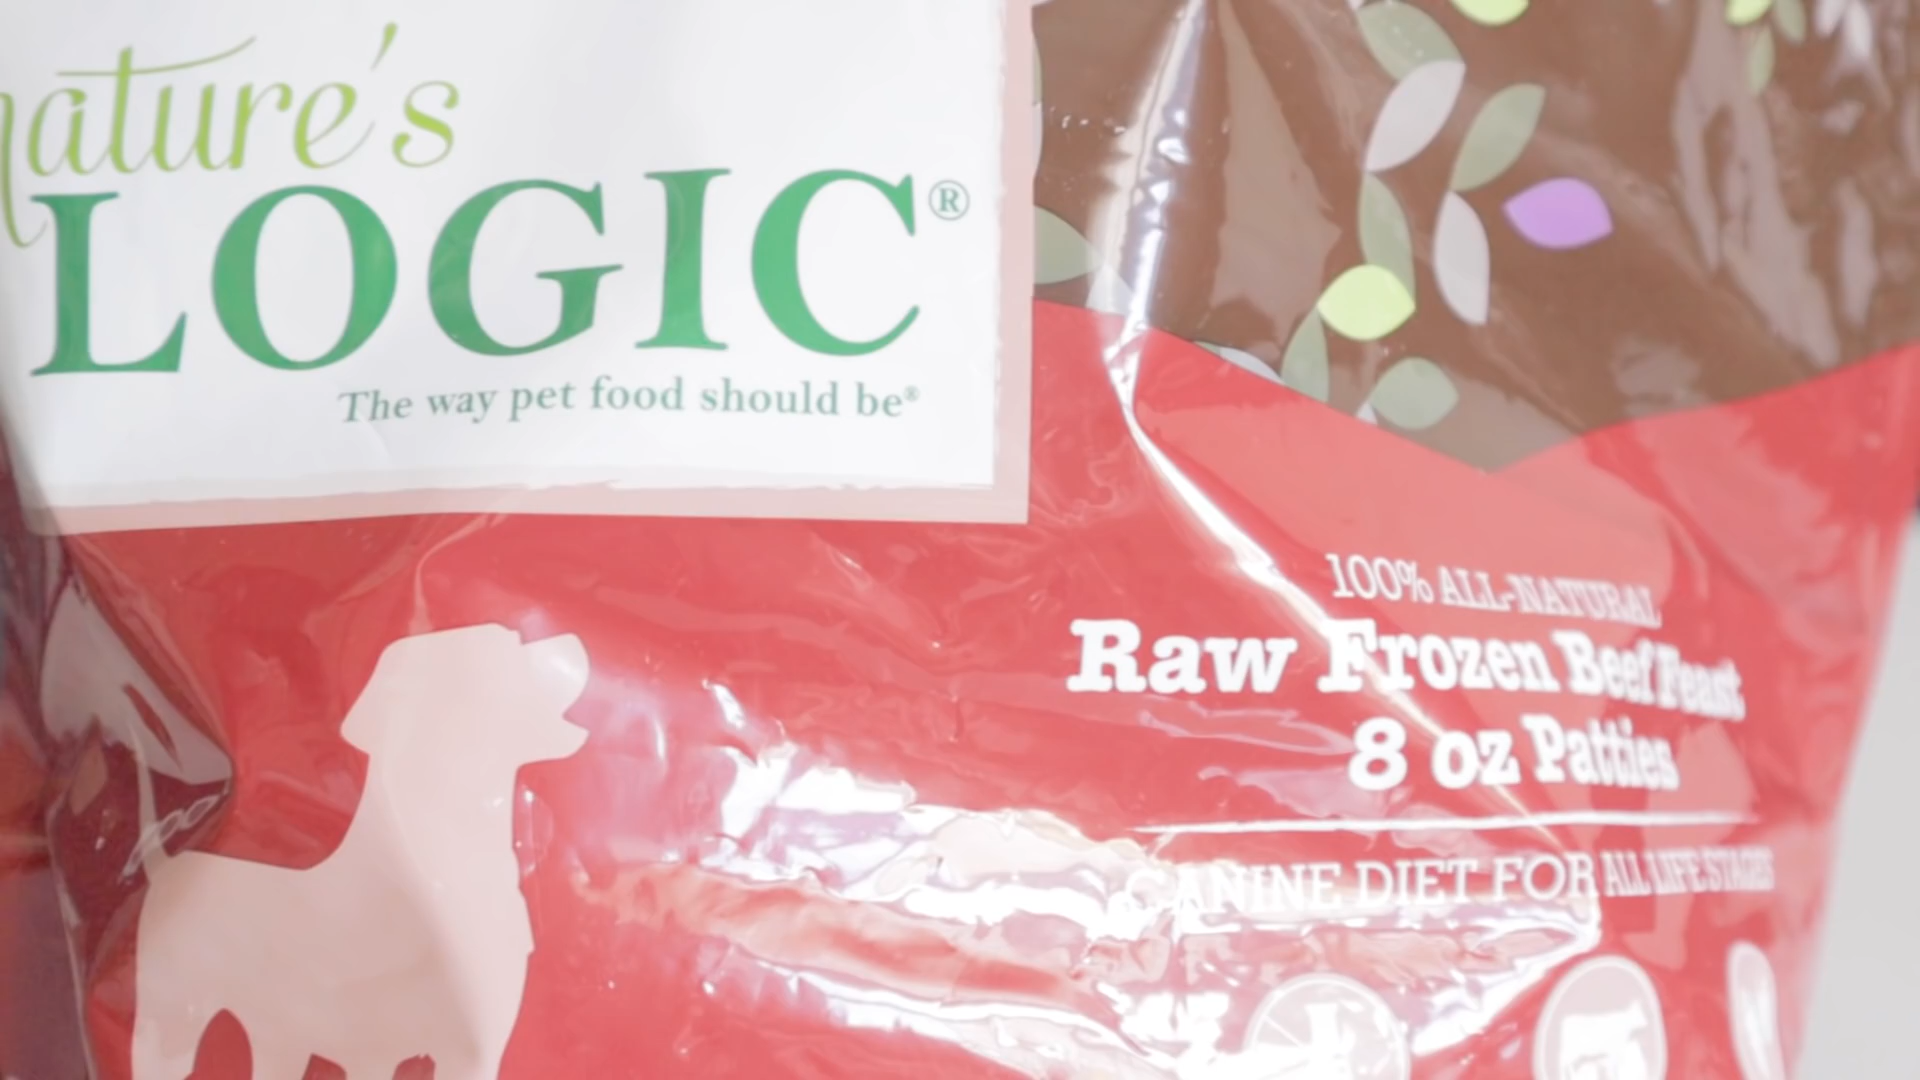 nature's
LOGIC®
The way pet food should be®
100% ALL-NATURAL
Raw Frozen Beef Feast
8 oz Patties
CANINE DIET FOR ALL LIFE STAGES